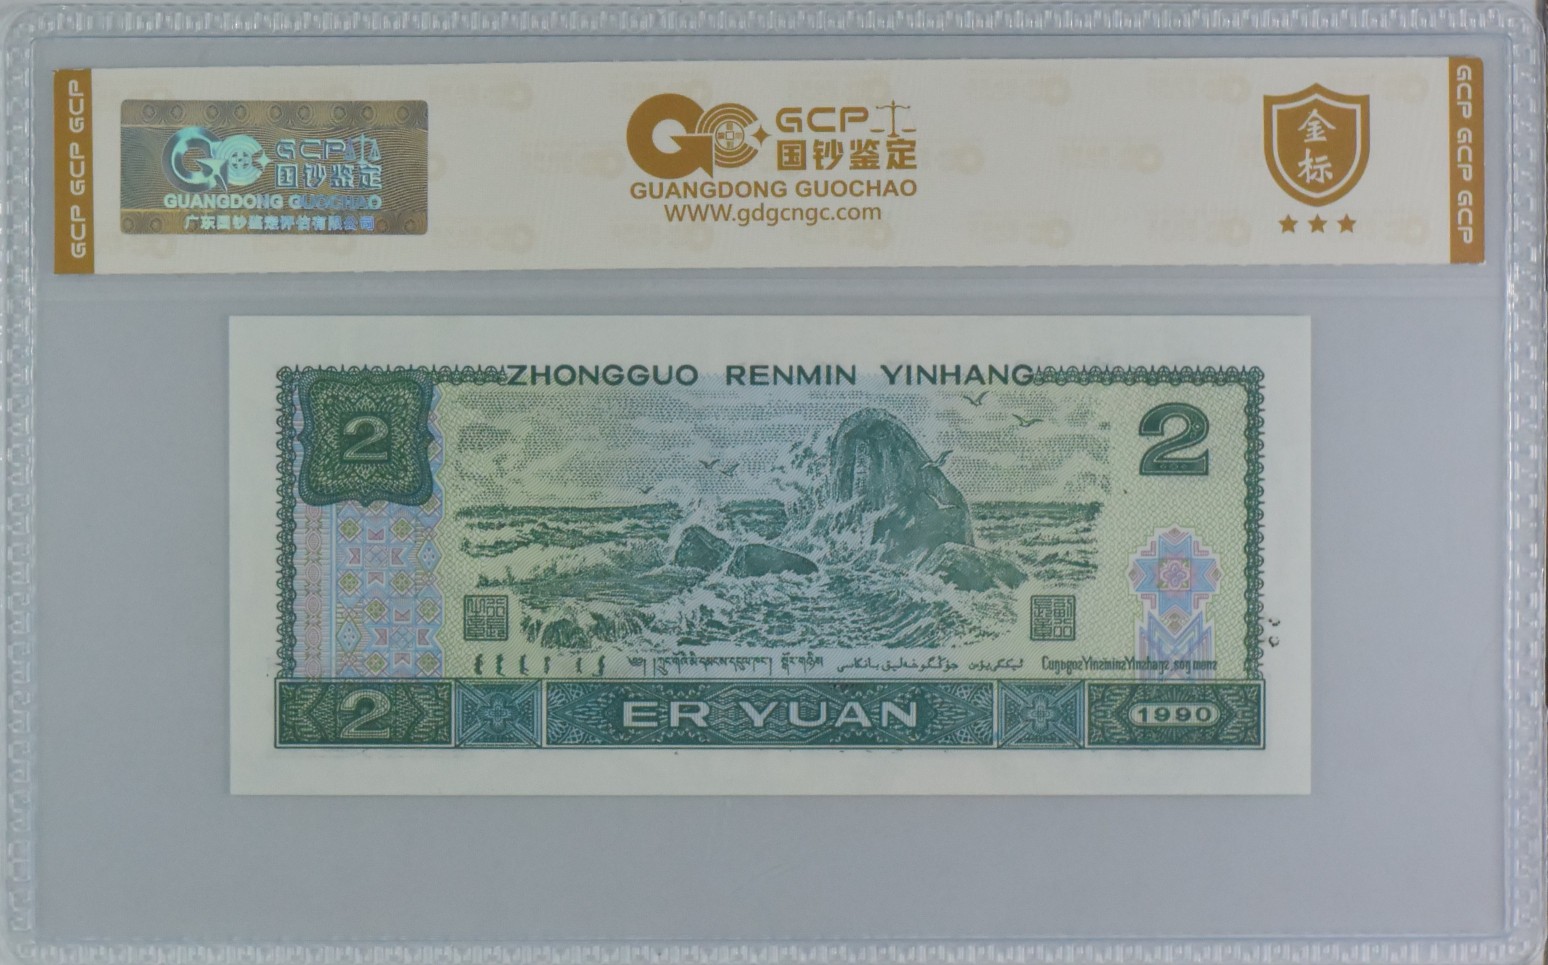 GCP GCP GCP
GCP
国钞鉴定
GUANGDONG GUOCHAO
广东国钞鉴定评估有限公司
GCP
国钞鉴定
GUANGDONG GUOCHAO
WWW.gdgcngc.com
金
标
GCP GCP GCP
ZHONGGUO RENMIN YINHANG
2
2
2
ER YUAN
1990